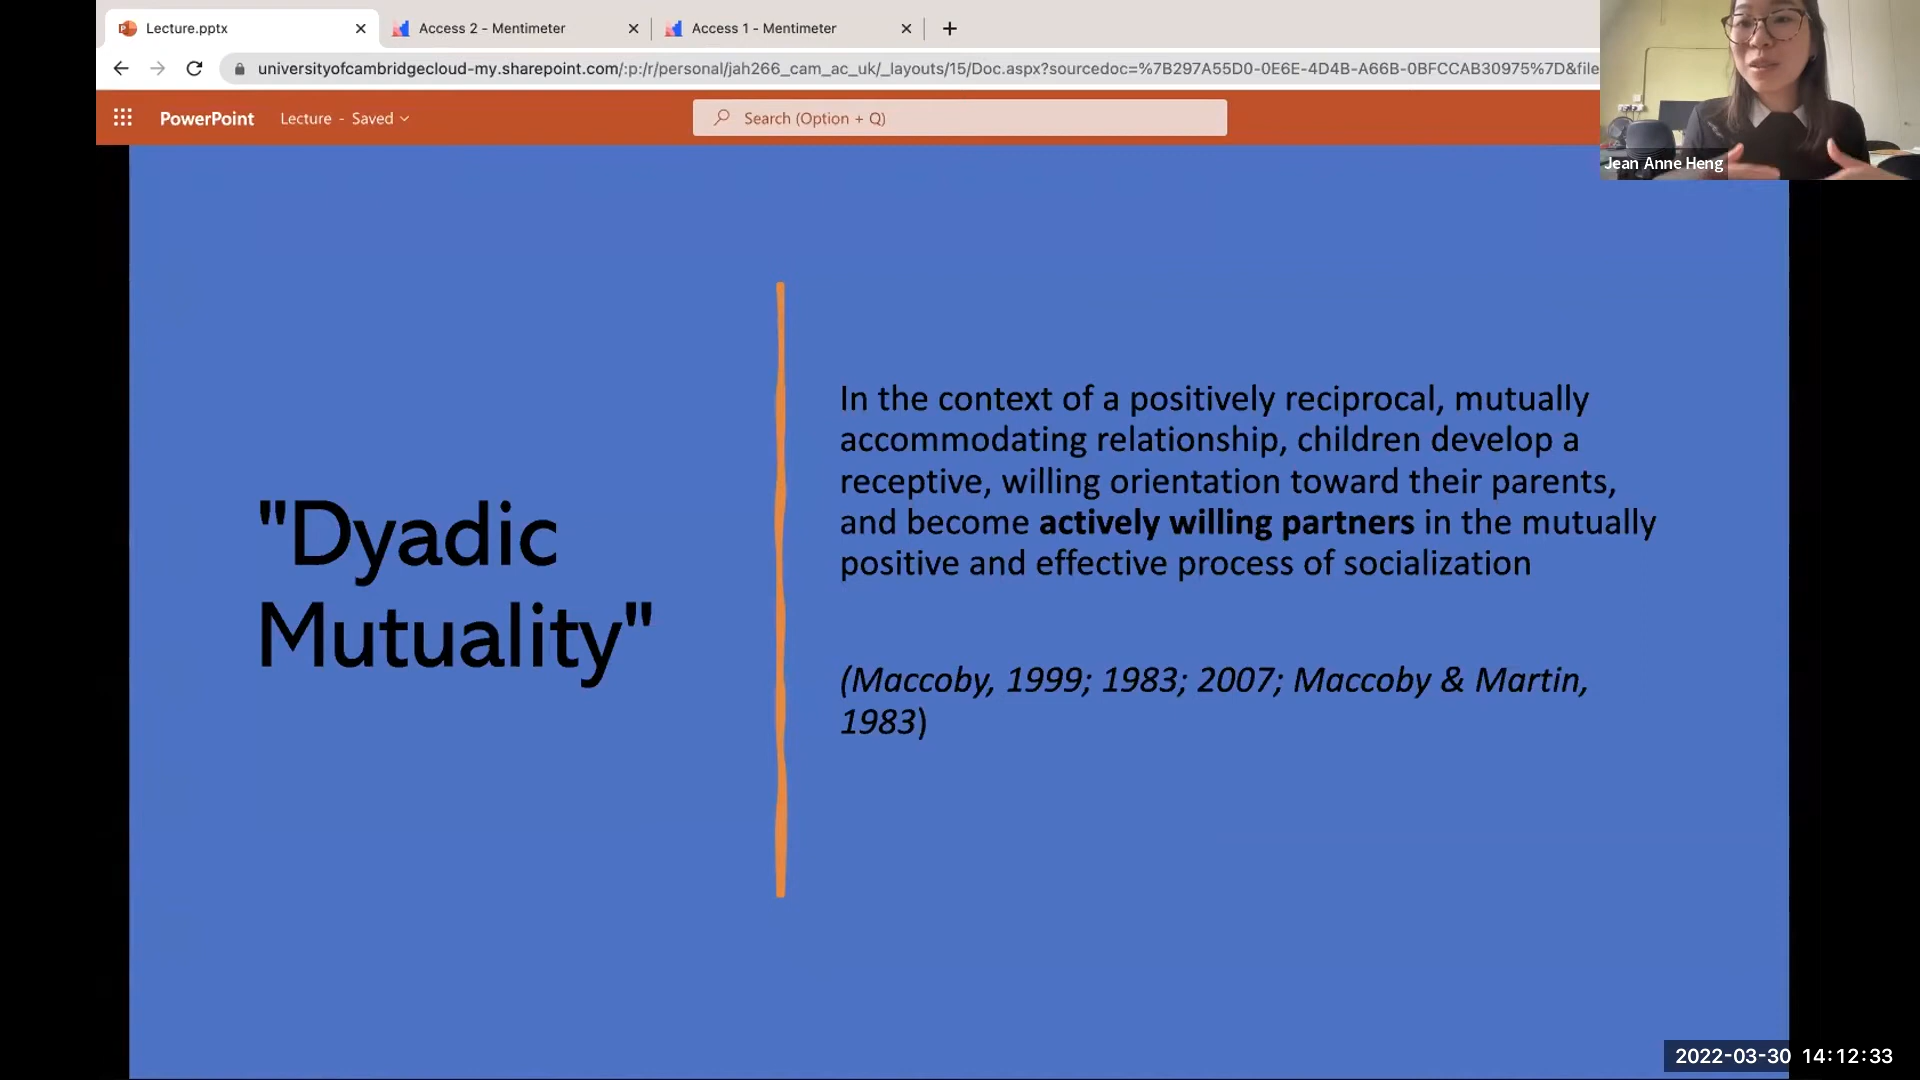 Lecture.pptx
Access 2 - Mentimeter
Access 1 - Mentimeter
universityofcambridgecloud-my.sharepoint.com/:p:/r/personal/jah266_cam_ac_uk/_layouts/15/Doc.aspx?sourcedoc=%7B297A55D0-0E6E-4D4B-A66B-0BFCCAB30975%7D&file
PowerPoint
Lecture - Saved
Search (Option + Q)
Jean Anne Heng
"Dyadic
Mutuality"
In the context of a positively reciprocal, mutually
accommodating relationship, children develop a
receptive, willing orientation toward their parents,
and become actively willing partners in the mutually
positive and effective process of socialization
(Maccoby, 1999; 1983; 2007; Maccoby & Martin,
1983)
2022-03-30 14:12:33